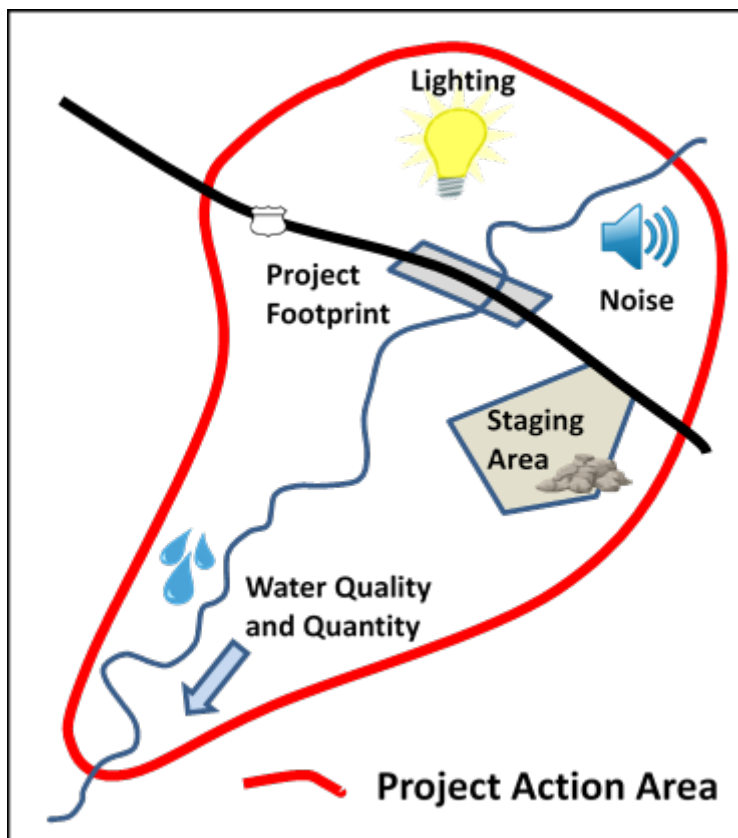 Lighting
Project
Footprint
Noise
Staging
Area
Water Quality
and Quantity
Project Action Area